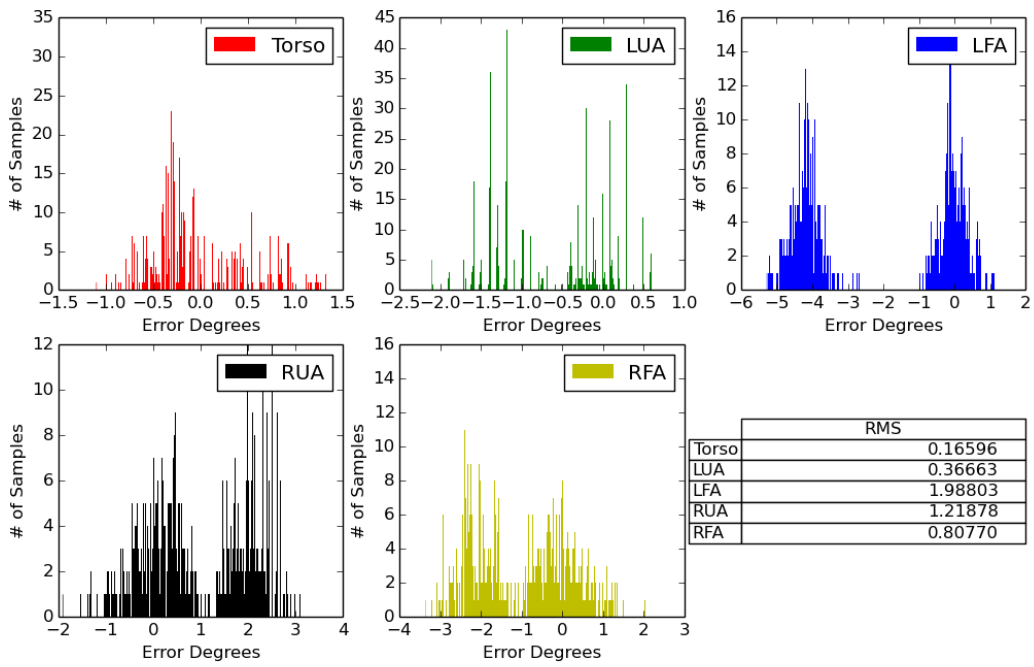 35
30
25
20
15
10
5
0
# of Samples
Torso
-1.5 -1.0 -0.5 0.0 0.5 1.0 1.5
Error Degrees
45
40
35
30
25
20
15
10
5
0
# of Samples
LUA
-2.5 -2.0 -1.5 -1.0 -0.5 0.0 0.5 1.0
Error Degrees
16
14
12
10
8
6
4
2
0
# of Samples
LFA
-6 -5 -4 -3 -2 -1 0 1 2
Error Degrees
12
10
8
6
4
2
0
# of Samples
RUA
-2 -1 0 1 2 3 4
Error Degrees
16
14
12
10
8
6
4
2
0
# of Samples
RFA
-4 -3 -2 -1 0 1 2 3
Error Degrees
RMS
Torso 0.16596
LUA 0.36663
LFA 1.98803
RUA 1.21878
RFA 0.80770